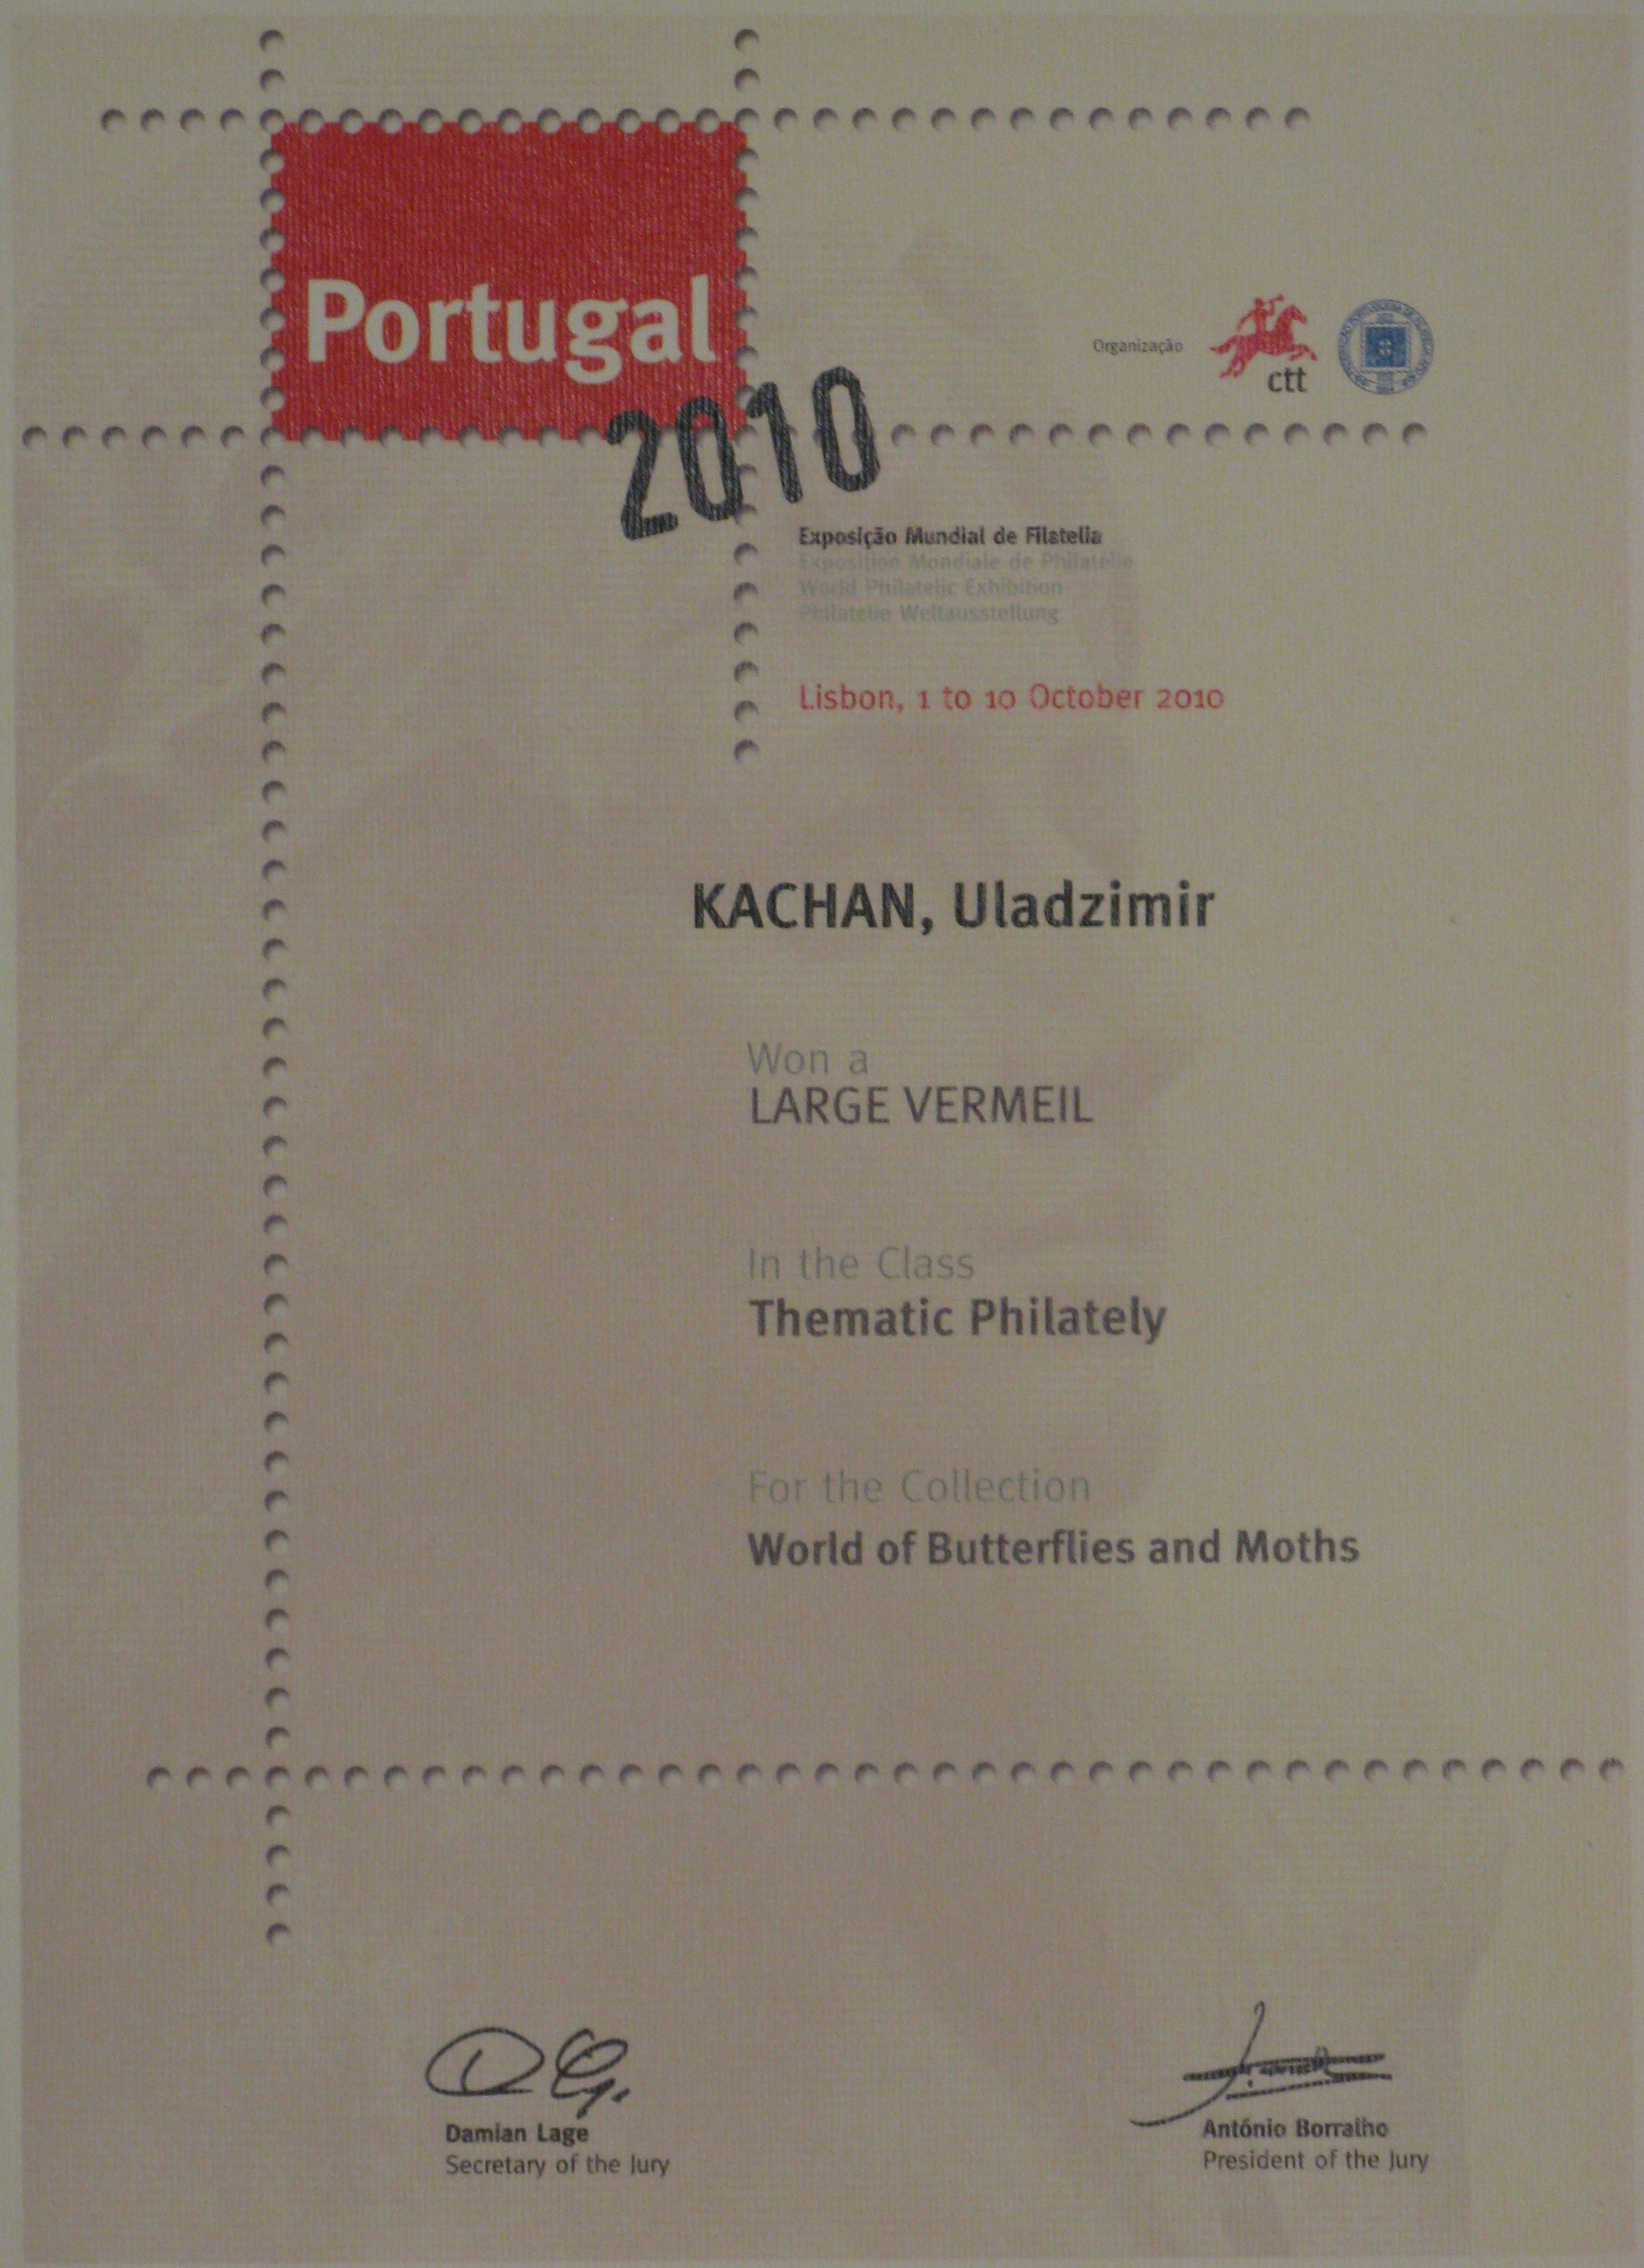 Portugal
2010
Organização
ctt
Exposição Mundial de Filatelia
Exposition Mondiale de Philatélie
World Philatelic Exhibition
Philatelie Weltausstellung
Lisbon, 1 to 10 October 2010
KACHAN, Uladzimir
Won a
LARGE VERMEIL
In the Class
Thematic Philately
For the Collection
World of Butterflies and Moths
Damian Lage
Secretary of the Jury
António Borralho
President of the Jury